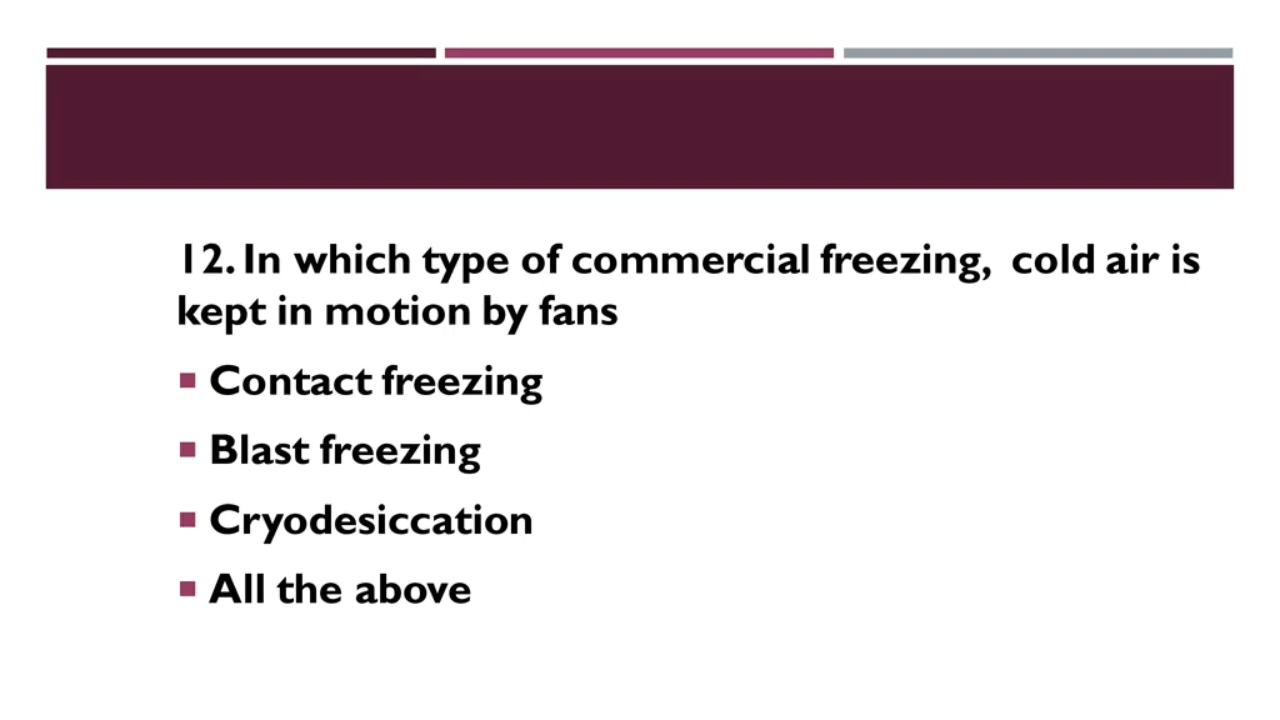 12. In which type of commercial freezing,  cold air is
kept in motion by fans
Contact freezing
Blast freezing
Cryodesiccation
All the above